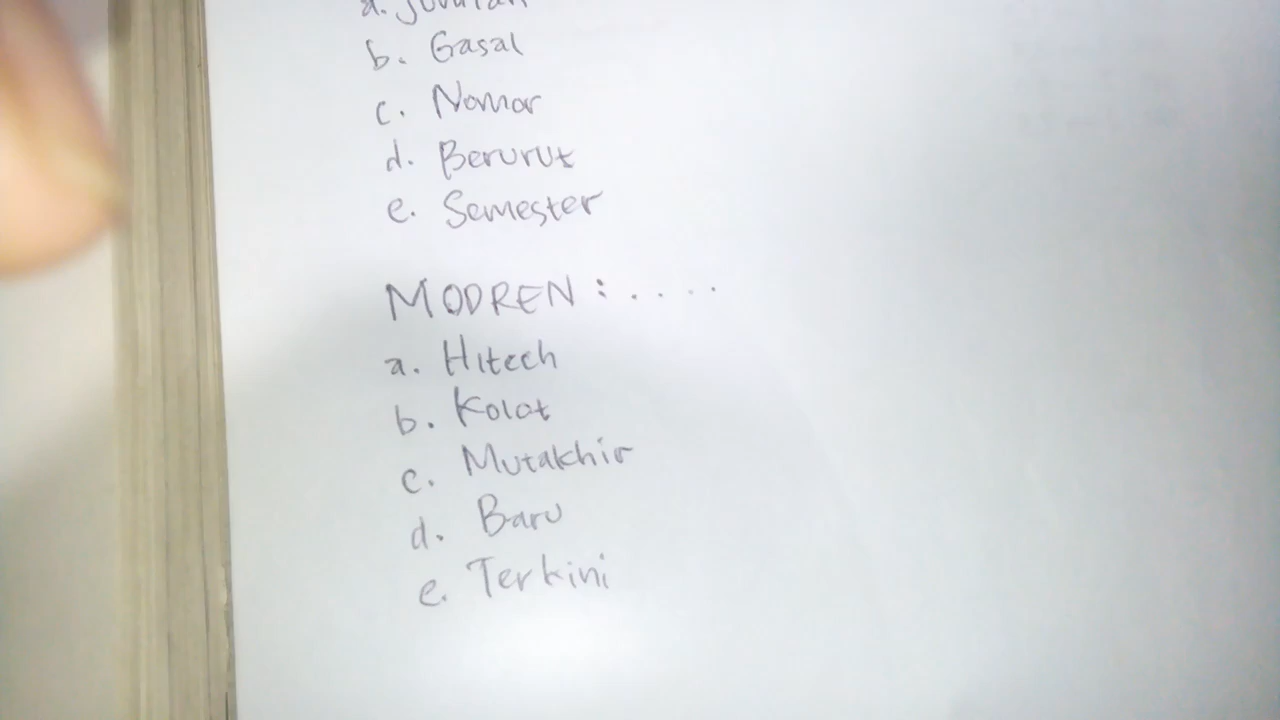 b. Gasal
c. Nomor
d. Berurut
e. Semester
MODREN : ....
a. Hitech
b. Kolot
c. Mutakhir
d. Baru
e. Terkini